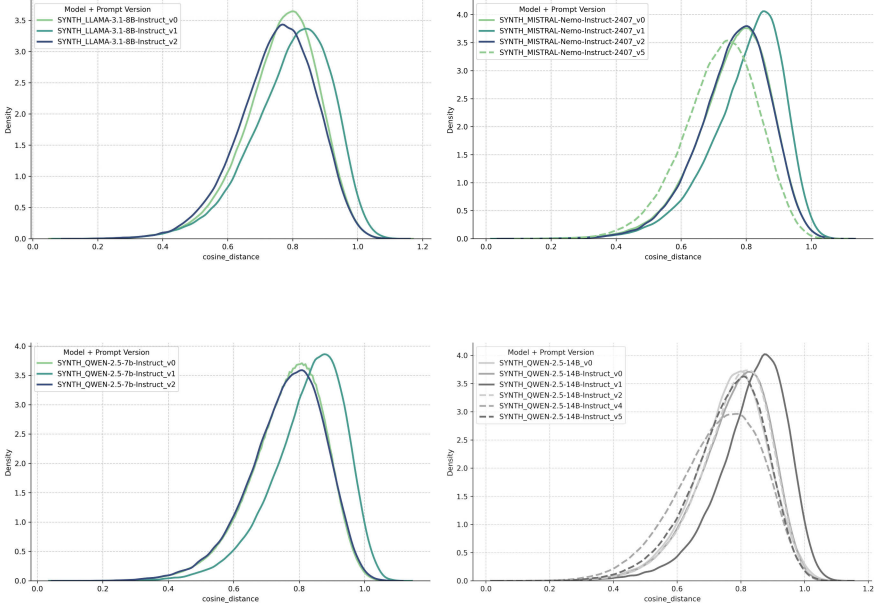 Model + Prompt Version
SYNTH_LLAMA-3.1-8B-Instruct_v0
SYNTH_LLAMA-3.1-8B-Instruct_v1
SYNTH_LLAMA-3.1-8B-Instruct_v2
3.5
3.0
2.5
2.0
1.5
1.0
0.5
0.0
Density
0.0 0.2 0.4 0.6 0.8 1.0 1.2
cosine_distance
Model + Prompt Version
SYNTH_MISTRAL-Nemo-Instruct-2407_v0
SYNTH_MISTRAL-Nemo-Instruct-2407_v1
SYNTH_MISTRAL-Nemo-Instruct-2407_v2
SYNTH_MISTRAL-Nemo-Instruct-2407_v5
4.0
3.5
3.0
2.5
2.0
1.5
1.0
0.5
0.0
Density
0.0 0.2 0.4 0.6 0.8 1.0
cosine_distance
Model + Prompt Version
SYNTH_QWEN-2.5-7b-Instruct_v0
SYNTH_QWEN-2.5-7b-Instruct_v1
SYNTH_QWEN-2.5-7b-Instruct_v2
4.0
3.5
3.0
2.5
2.0
1.5
1.0
0.5
0.0
Density
0.0 0.2 0.4 0.6 0.8 1.0
cosine_distance
Model + Prompt Version
SYNTH_QWEN-2.5-14B_v0
SYNTH_QWEN-2.5-14B-Instruct_v0
SYNTH_QWEN-2.5-14B-Instruct_v1
SYNTH_QWEN-2.5-14B-Instruct_v2
SYNTH_QWEN-2.5-14B-Instruct_v4
SYNTH_QWEN-2.5-14B-Instruct_v5
4.0
3.5
3.0
2.5
2.0
1.5
1.0
0.5
0.0
Density
0.0 0.2 0.4 0.6 0.8 1.0 1.2
cosine_distance